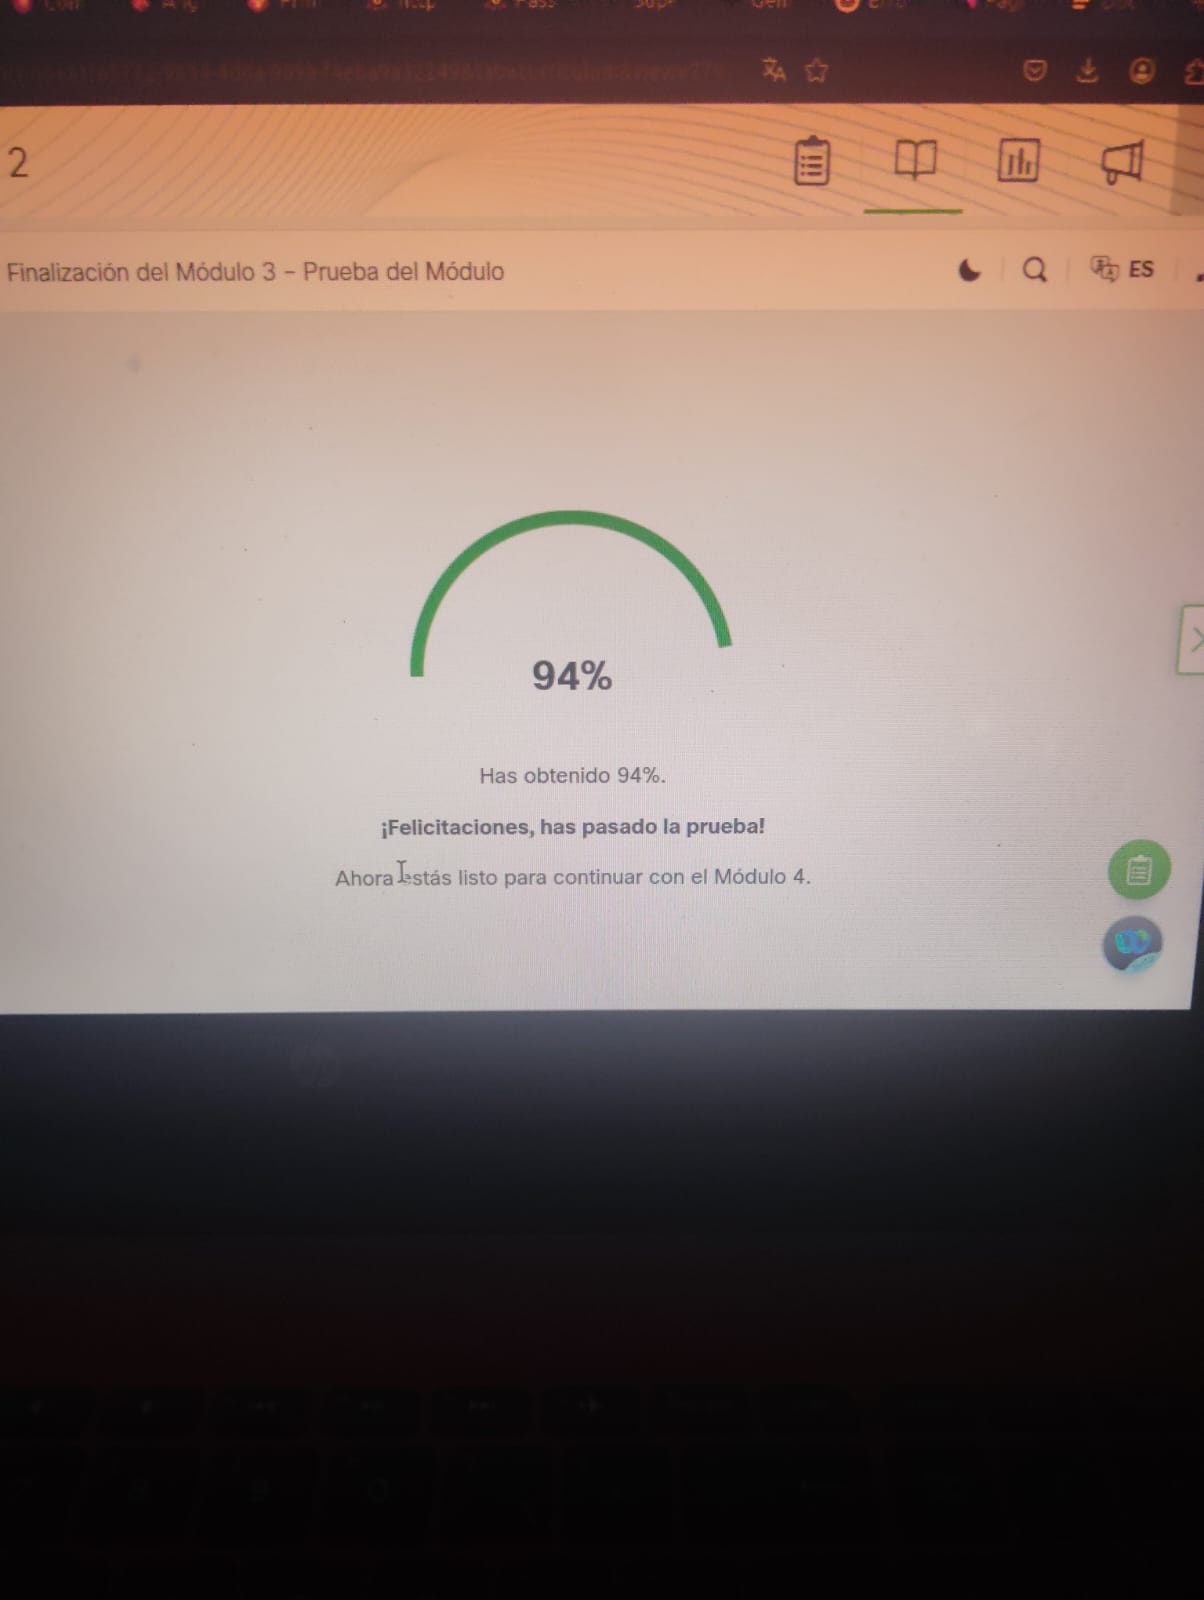 2
Finalización del Módulo 3 – Prueba del Módulo
ES
94%
Has obtenido 94%.
¡Felicitaciones, has pasado la prueba!
Ahora estás listo para continuar con el Módulo 4.